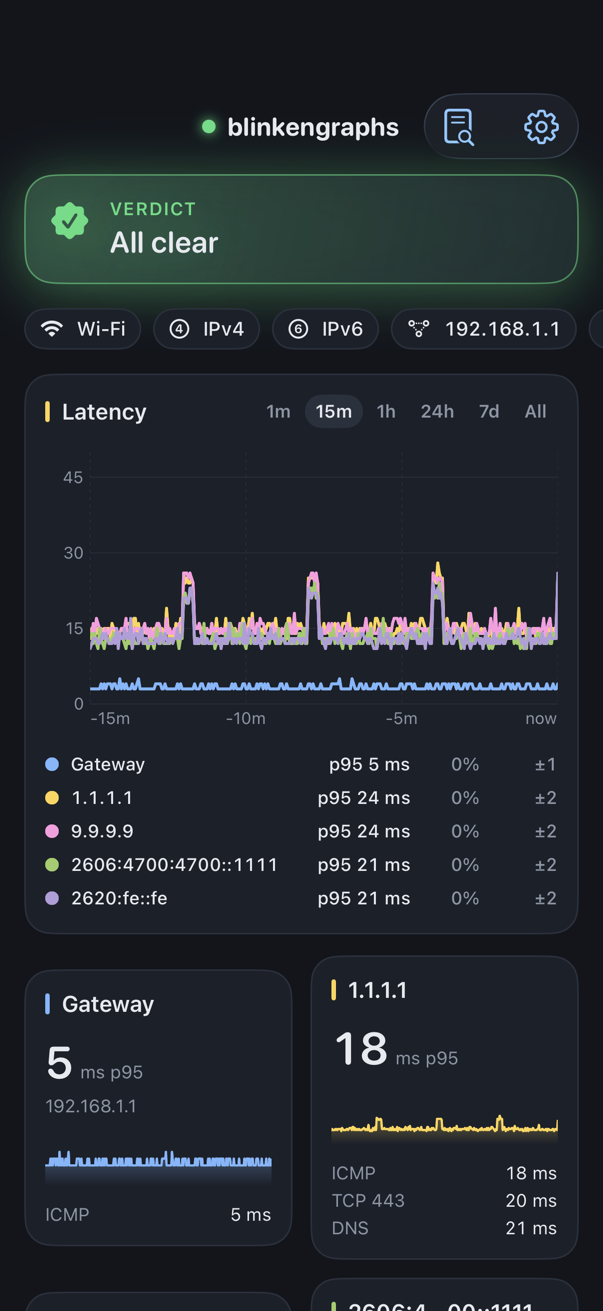 blinkengraphs
VERDICT
All clear
Wi-Fi
4 IPv4
6 IPv6
192.168.1.1
Latency
1m 15m 1h 24h 7d All
45
30
15
0
-15m -10m -5m now
Gateway p95 5 ms 0% ±1
1.1.1.1 p95 24 ms 0% ±2
9.9.9.9 p95 24 ms 0% ±2
2606:4700:4700::1111 p95 21 ms 0% ±2
2620:fe::fe p95 21 ms 0% ±2
Gateway
5 ms p95
192.168.1.1
ICMP 5 ms
1.1.1.1
18 ms p95
ICMP 18 ms
TCP 443 20 ms
DNS 21 ms